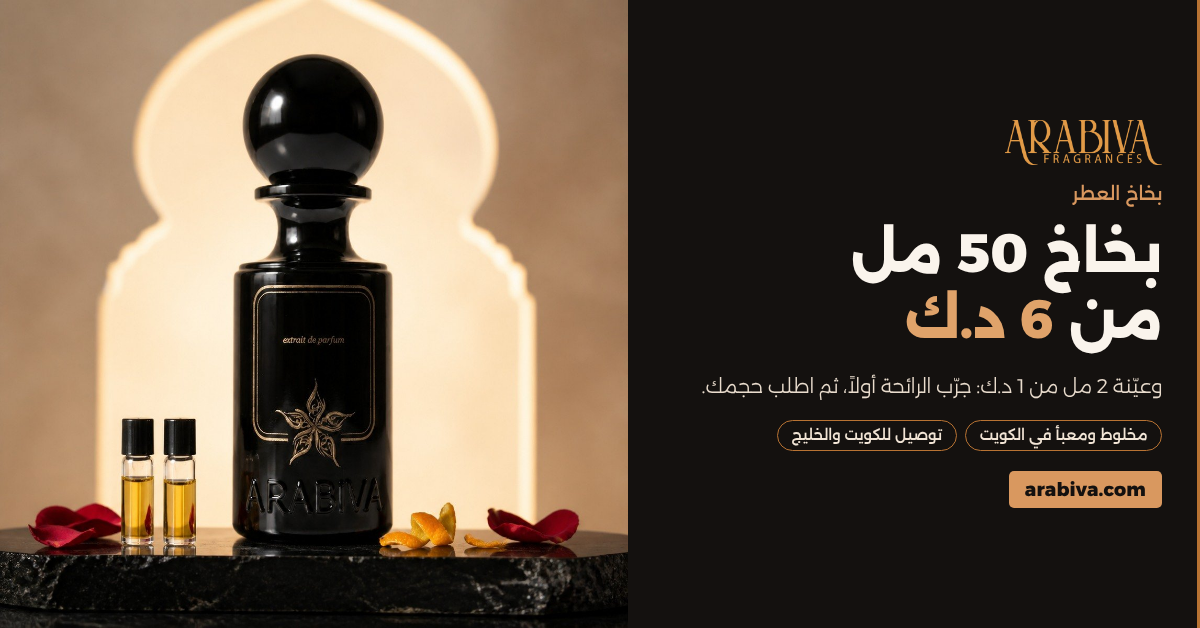 extrait de parfum
ARABIVA
ARABIVA
FRAGRANCES
بخاخ العطر
بخاخ 50 مل
من 6 د.ك
وعيّنة 2 مل من 1 د.ك: جرّب الرائحة أولاً، ثم اطلب حجمك.
مخلوط ومعبأ في الكويت
توصيل للكويت والخليج
arabiva.com